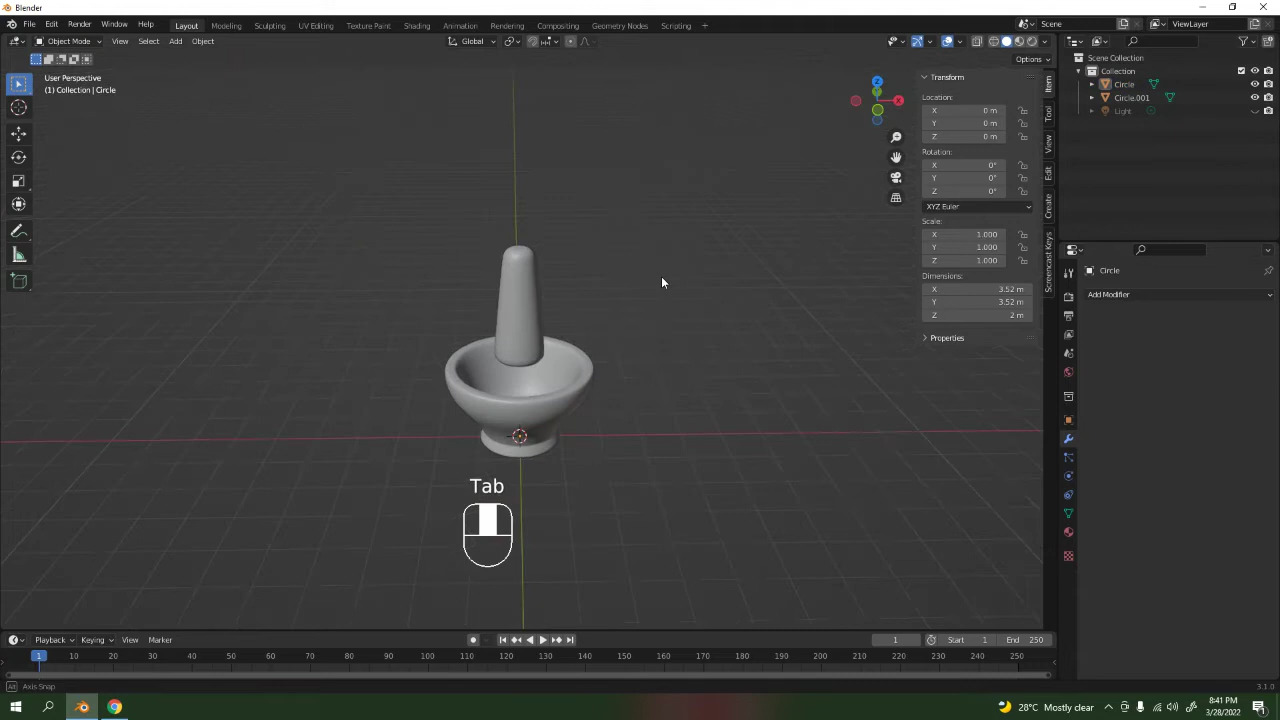 Blender
File Edit Render Window Help Layout Modeling Sculpting UV Editing Texture Paint Shading Animation Rendering Compositing Geometry Nodes Scripting + Scene ViewLayer
Object Mode View Select Add Object Global
Options
User Perspective
(1) Collection | Circle
Z
X
Transform
Location:
X 0 m
Y 0 m
Z 0 m
Rotation:
X 0°
Y 0°
Z 0°
XYZ Euler
Scale:
X 1.000
Y 1.000
Z 1.000
Dimensions:
X 3.52 m
Y 3.52 m
Z 2 m
Properties
Item
Tool
View
Edit
Create
Screencast Keys
Scene Collection
Collection
Circle
Circle.001
Light
Circle
Add Modifier
Tab
Playback Keying View Marker 1 Start 1 End 250
1 10 20 30 40 50 60 70 80 90 100 110 120 130 140 150 160 170 180 190 200 210 220 230 240 250
Alt Axis Snap 3.1.0
28°C Mostly clear 8:41 PM
3/28/2022